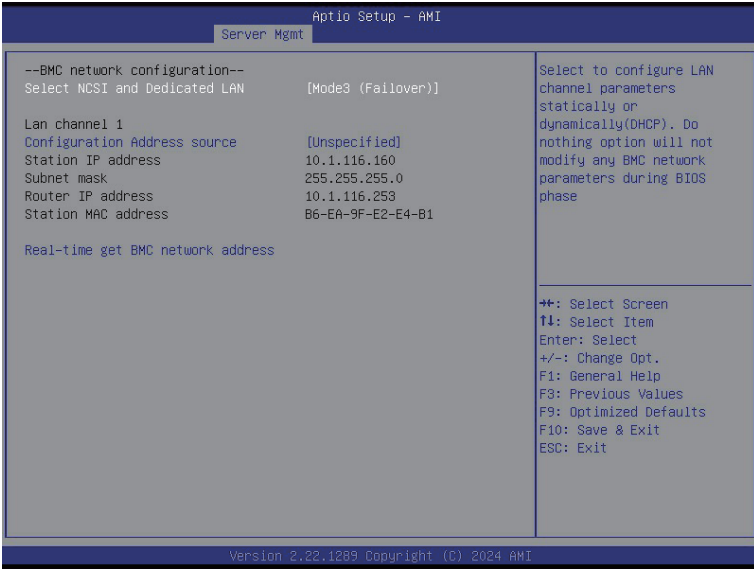 Aptio Setup – AMI
Server Mgmt
--BMC network configuration--
Select NCSI and Dedicated LAN [Mode3 (Failover)]
Lan channel 1
Configuration Address source [Unspecified]
Station IP address 10.1.116.160
Subnet mask 255.255.255.0
Router IP address 10.1.116.253
Station MAC address B6-EA-9F-E2-E4-B1
Real-time get BMC network address
Select to configure LAN
channel parameters
statically or
dynamically(DHCP). Do
nothing option will not
modify any BMC network
parameters during BIOS
phase
→←: Select Screen
↑↓: Select Item
Enter: Select
+/-: Change Opt.
F1: General Help
F3: Previous Values
F9: Optimized Defaults
F10: Save & Exit
ESC: Exit
Version 2.22.1289 Copyright (C) 2024 AMI